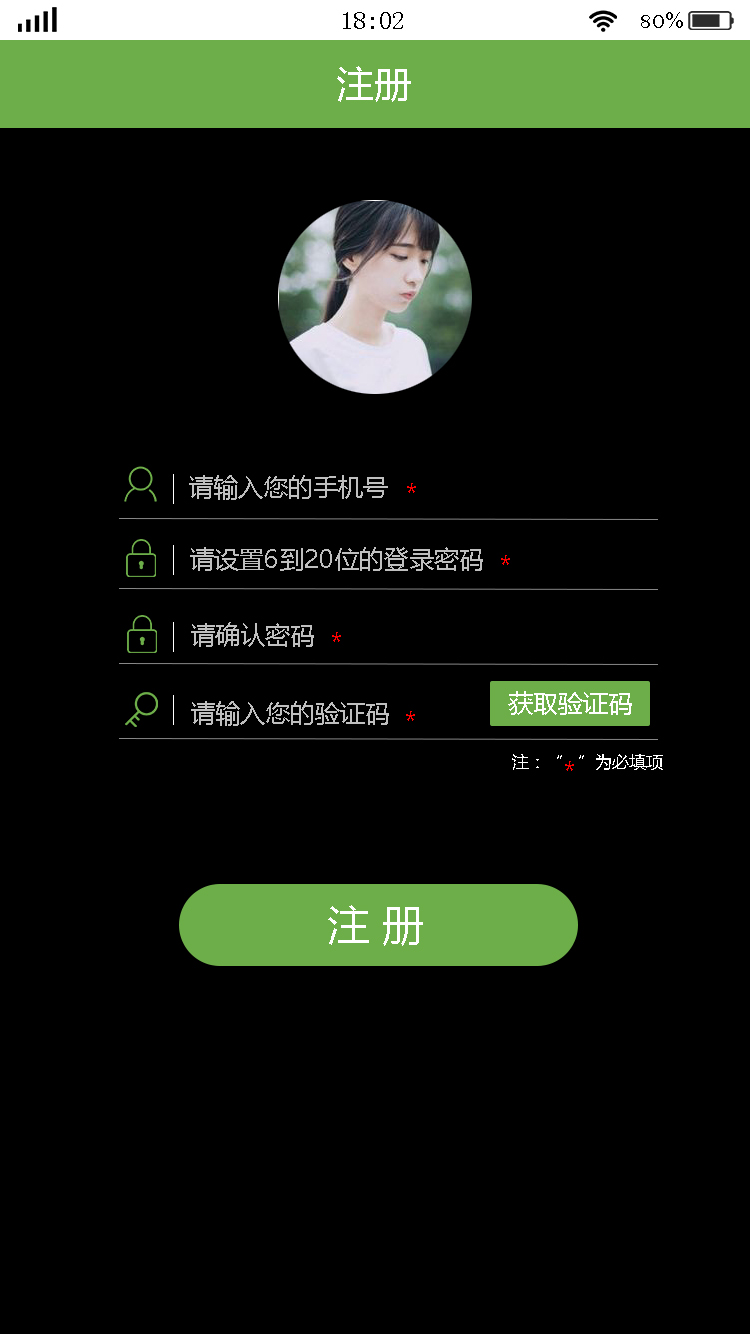 18:02 80%
注册
请输入您的手机号 *
请设置6到20位的登录密码 *
请确认密码 *
请输入您的验证码 * 获取验证码
注：“*”为必填项
注 册